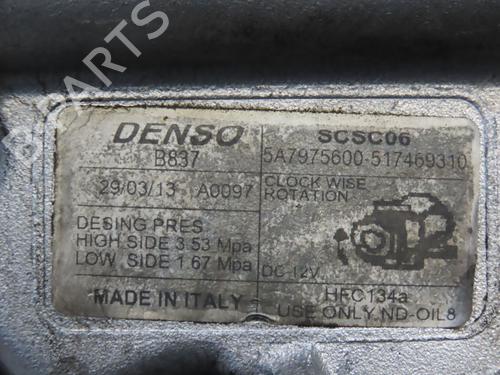 B PARTS
DENSO
B837
29/03/13 A0097
DESING PRES
HIGH SIDE 3.53 Mpa
LOW SIDE 1.67 Mpa
MADE IN ITALY
SCSC06
5A7975600-517469310
CLOCK WISE
ROTATION
DC 12V
HFC134a
USE ONLY ND-OIL8